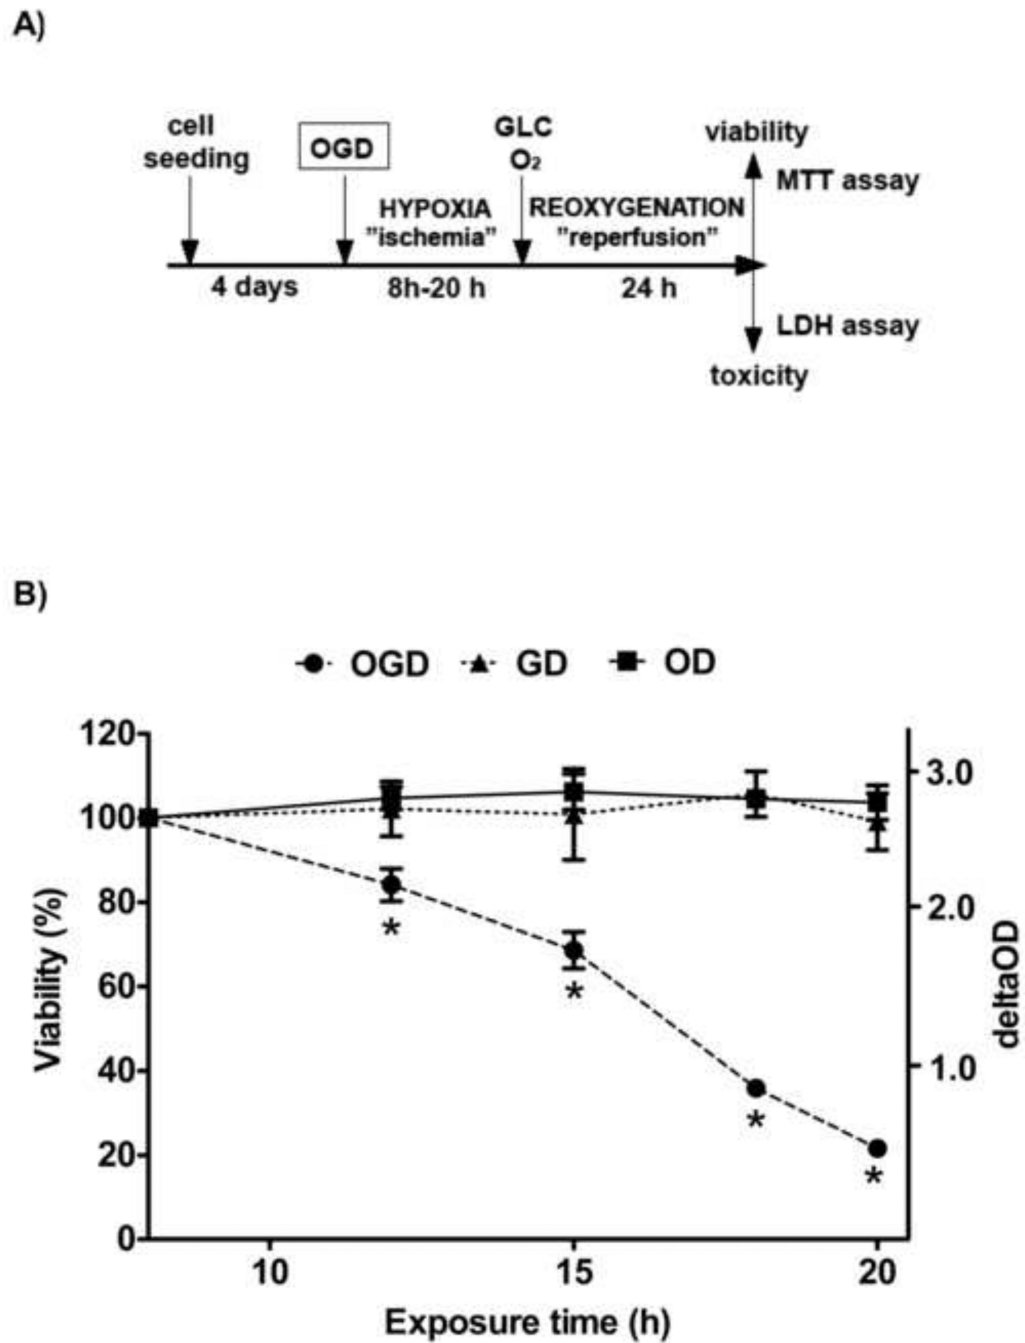 A)
cell
seeding
OGD
GLC
O₂
viability
MTT assay
HYPOXIA
"ischemia"
REOXYGENATION
"reperfusion"
4 days
8h-20 h
24 h
LDH assay
toxicity
B)
OGD GD OD
120
100
80
60
40
20
0
Viability (%)
3.0
2.0
1.0
deltaOD
*
*
*
*
10 15 20
Exposure time (h)